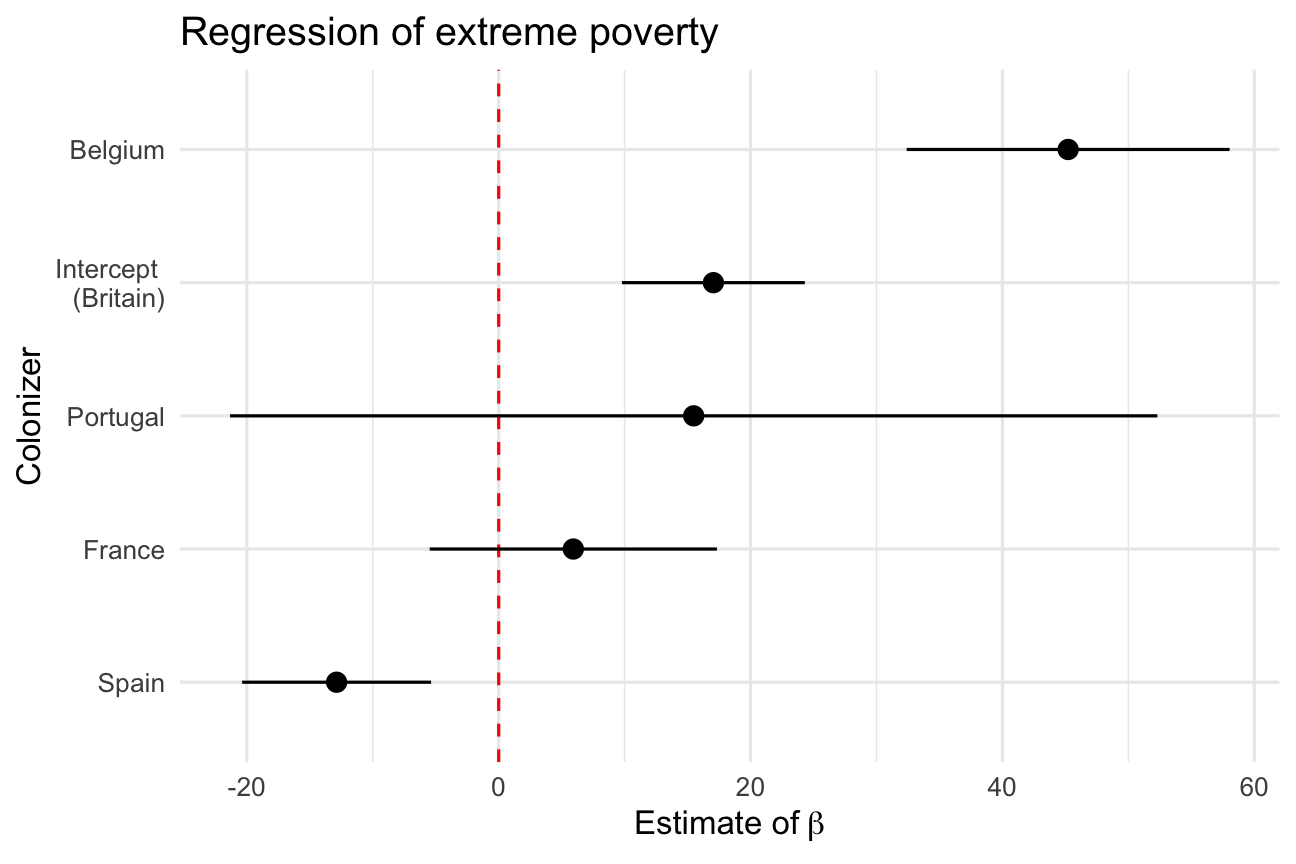 Regression of extreme poverty
Belgium
Intercept
(Britain)
Portugal
France
Spain
Colonizer
-20
0
20
40
60
Estimate of β